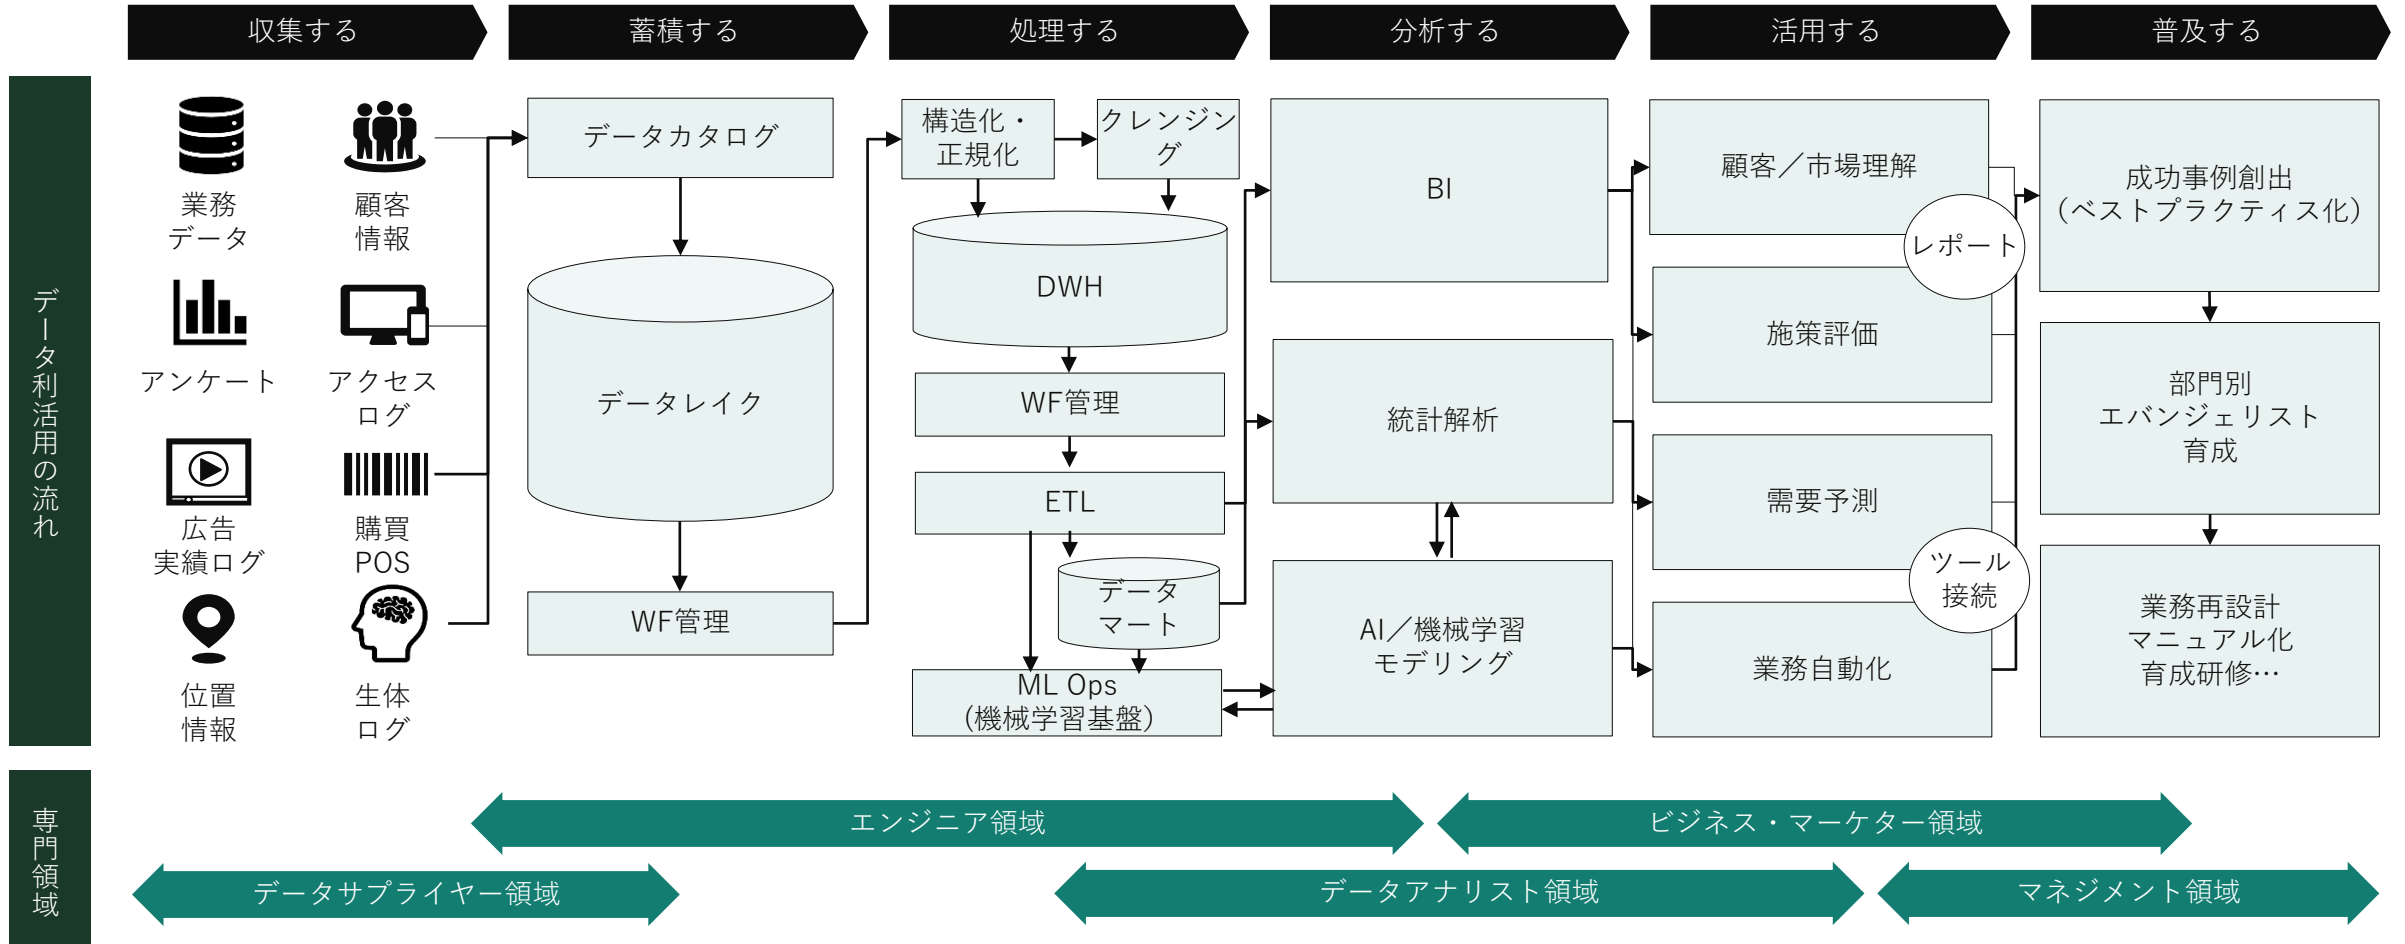 収集する
蓄積する
処理する
分析する
活用する
普及する
データ利活用の流れ
業務
データ
顧客
情報
アンケート
アクセス
ログ
広告
実績ログ
購買
POS
位置
情報
生体
ログ
データカタログ
データレイク
WF管理
構造化・
正規化
クレンジン
グ
DWH
WF管理
ETL
データ
マート
ML Ops
(機械学習基盤)
BI
統計解析
AI／機械学習
モデリング
顧客／市場理解
レポート
施策評価
需要予測
ツール
接続
業務自動化
成功事例創出
（ベストプラクティス化）
部門別
エバンジェリスト
育成
業務再設計
マニュアル化
育成研修…
専門領域
エンジニア領域
ビジネス・マーケター領域
データサプライヤー領域
データアナリスト領域
マネジメント領域